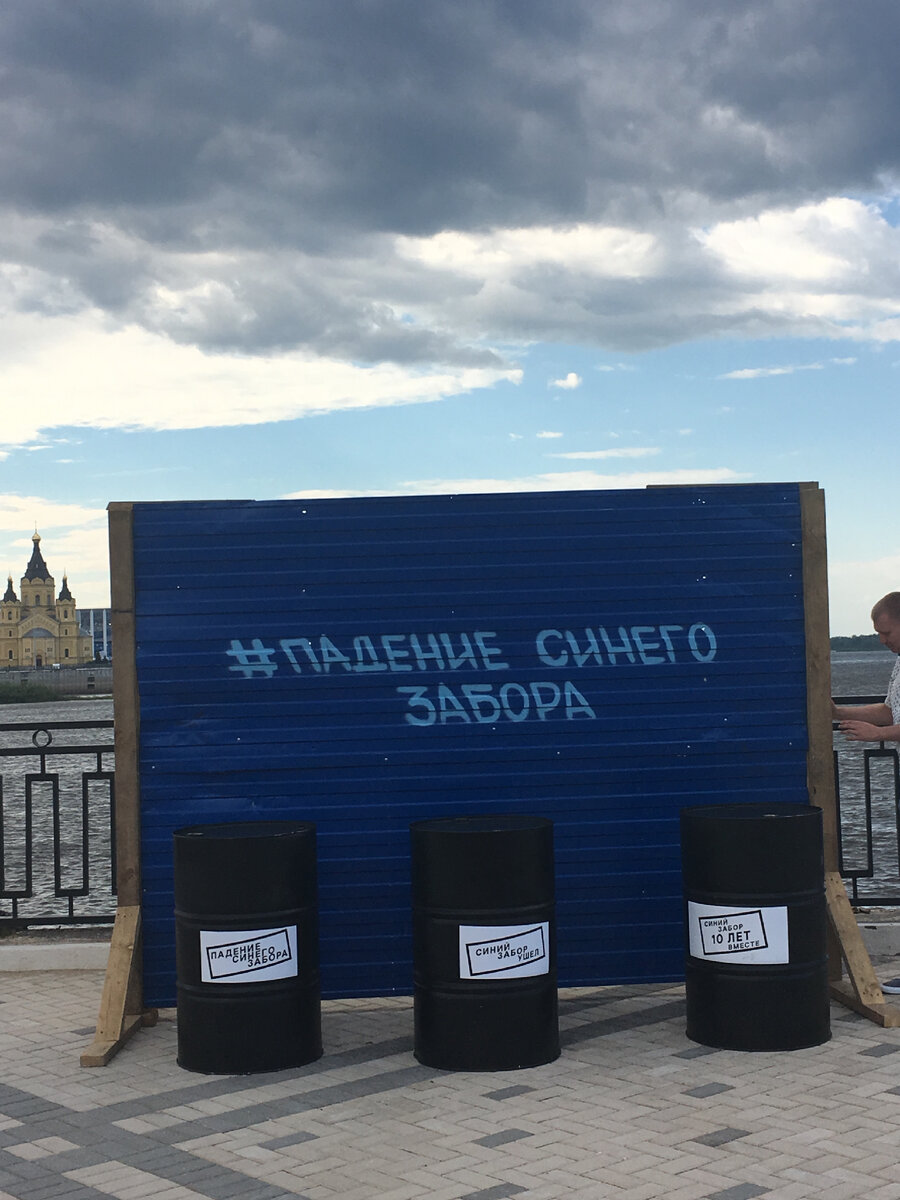 #ПАДЕНИЕ СИНЕГО
ЗАБОРА
ПАДЕНИЕ
СИНЕГО
ЗАБОРА
СИНИЙ
ЗАБОР
УШЕЛ
СИНИЙ
ЗАБОР
10 ЛЕТ
ВМЕСТЕ